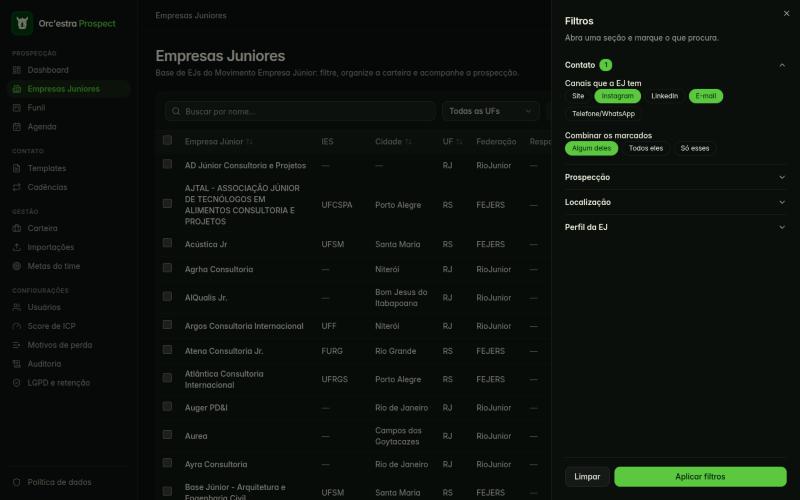 Orc'estra Prospect
PROSPECÇÃO
Dashboard
Empresas Juniores
Funil
Agenda
CONTATO
Templates
Cadências
GESTÃO
Carteira
Importações
Metas do time
CONFIGURAÇÕES
Usuários
Score de ICP
Motivos de perda
Auditoria
LGPD e retenção
Política de dados
Empresas Juniores
Empresas Juniores
Base de EJs do Movimento Empresa Júnior: filtre, organize a carteira e acompanhe a prospecção.
Buscar por nome...
Todas as UFs
Empresa Júnior IES Cidade UF Federação Respo
AD Júnior Consultoria e Projetos — — RJ RioJunior —
AJTAL - ASSOCIAÇÃO JÚNIOR
DE TECNÓLOGOS EM
ALIMENTOS CONSULTORIA E
PROJETOS
UFCSPA Porto Alegre RS FEJERS —
Acústica Jr UFSM Santa Maria RS FEJERS —
Agrha Consultoria — Niterói RJ RioJunior —
AlQualis Jr. — Bom Jesus do
Itabapoana
RJ RioJunior —
Argos Consultoria Internacional UFF Niterói RJ RioJunior —
Atena Consultoria Jr. FURG Rio Grande RS FEJERS —
Atlântica Consultoria
Internacional
UFRGS Porto Alegre RS FEJERS —
Auger PD&I — Rio de Janeiro RJ RioJunior —
Aurea — Campos dos
Goytacazes
RJ RioJunior —
Ayra Consultoria — Rio de Janeiro RJ RioJunior —
Base Júnior - Arquitetura e
Engenharia Civil
UFSM Santa Maria RS FEJERS —
Filtros
Abra uma seção e marque o que procura.
Contato 1
Canais que a EJ tem
Site Instagram LinkedIn E-mail
Telefone/WhatsApp
Combinar os marcados
Algum deles Todos eles Só esses
Prospecção
Localização
Perfil da EJ
Limpar Aplicar filtros